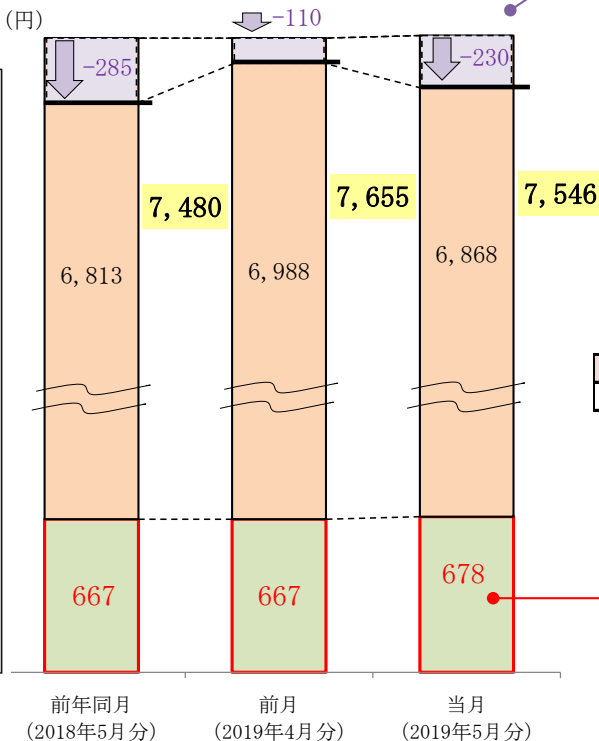 (円)
-285
-110
-230
7,480
7,655
7,546
6,813
6,988
6,868
667
667
678
前年同月
(2018年5月分)
前月
(2019年4月分)
当月
(2019年5月分)